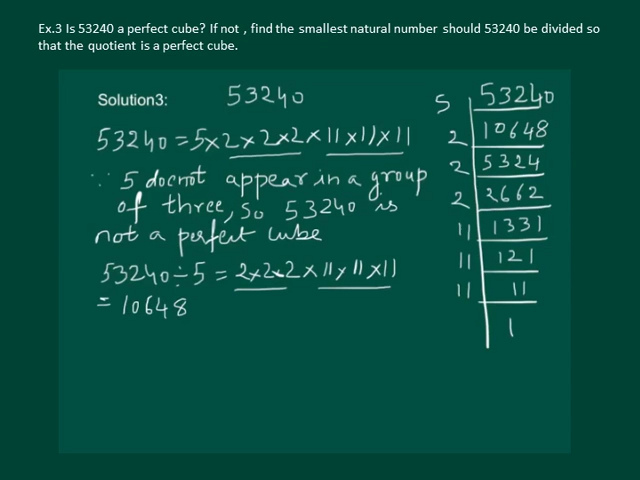 Ex.3 Is 53240 a perfect cube? If not , find the smallest natural number should 53240 be divided so
that the quotient is a perfect cube.
Solution3: 53240
53240 = 5×2×2×2×11×11×11
∵ 5 docnot appear in a group
of three, so 53240 is
not a perfect cube
53240÷5 = 2×2×2×11×11×11
= 10648
5 53240
2 10648
2 5324
2 2662
11 1331
11 121
11 11
1